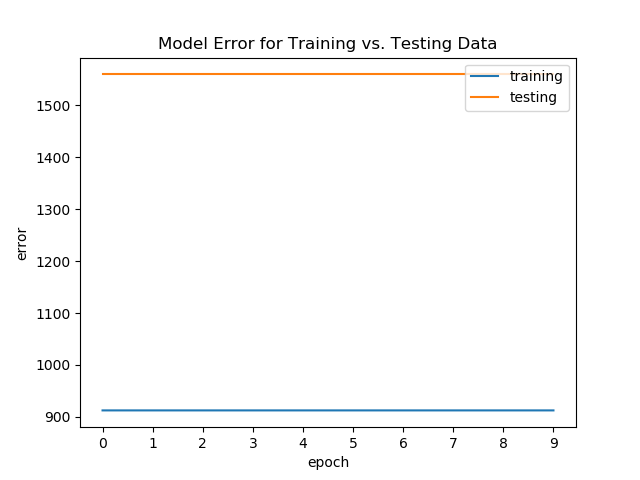 Model Error for Training vs. Testing Data
training
testing
1500
1400
1300
1200
1100
1000
900
error
0 1 2 3 4 5 6 7 8 9
epoch